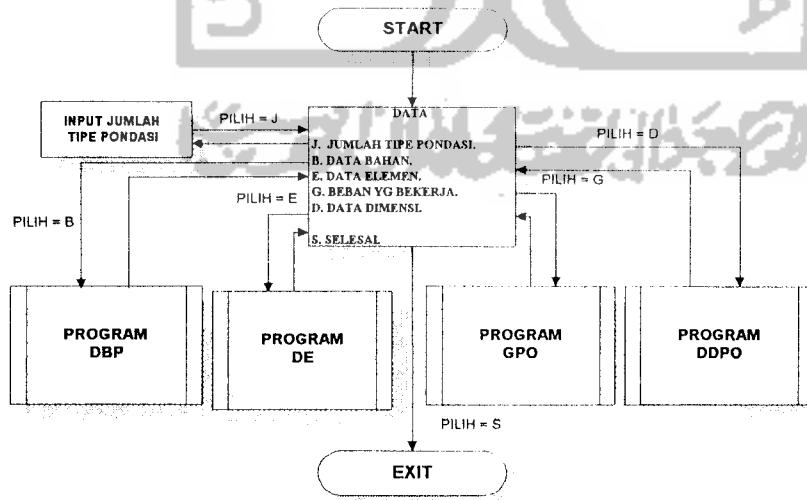 START
INPUT JUMLAH
TIPE PONDASI
PILIH = J
DATA
J. JUMLAH TIPE PONDASI.
B. DATA BAHAN.
E. DATA ELEMEN.
G. BEBAN YG BEKERJA.
D. DATA DIMENSI.
S. SELESAI.
PILIH = D
PILIH = G
PILIH = E
PILIH = B
PROGRAM
DBP
PROGRAM
DE
PROGRAM
GPO
PROGRAM
DDPO
PILIH = S
EXIT